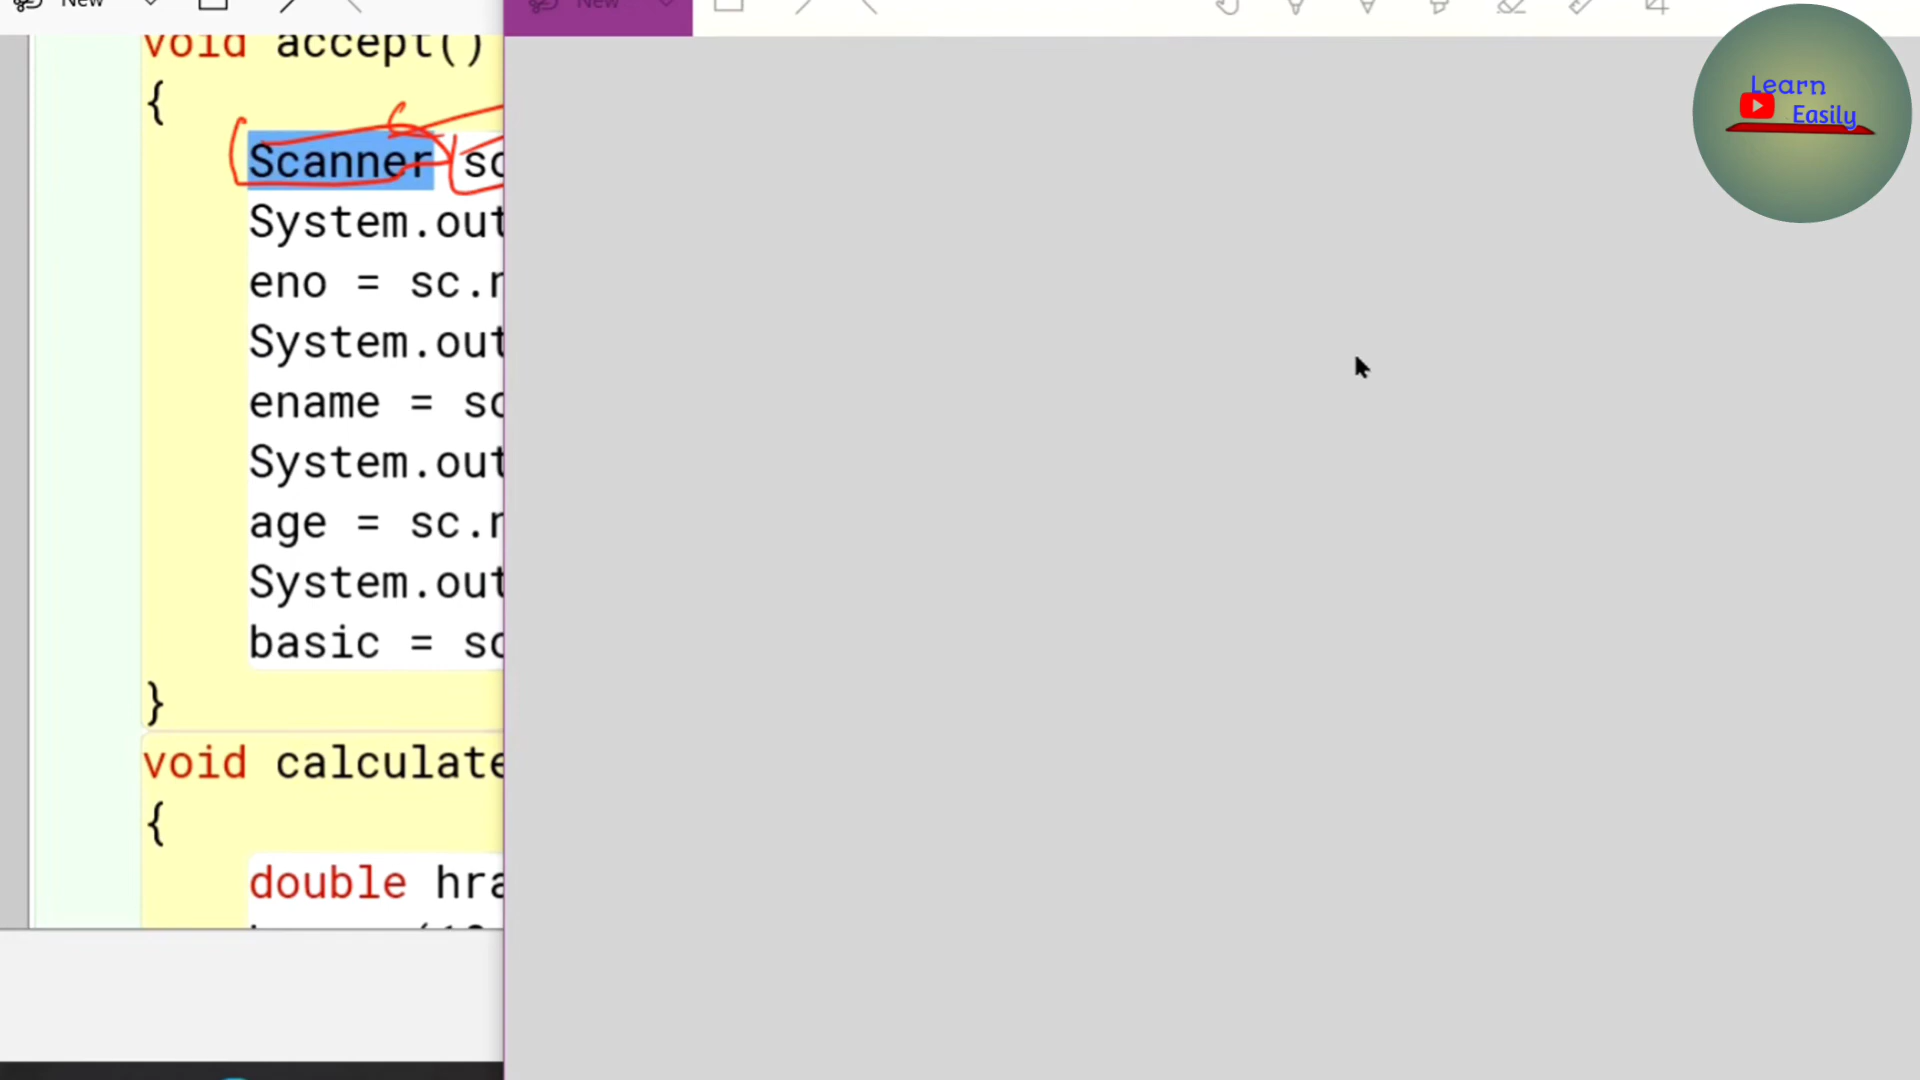 New
New
void accept()
{
Scanner sc
System.out
eno = sc.n
System.out
ename = sc
System.out
age = sc.n
System.out
basic = sc
}
void calculate
{
double hra
Learn
Easily